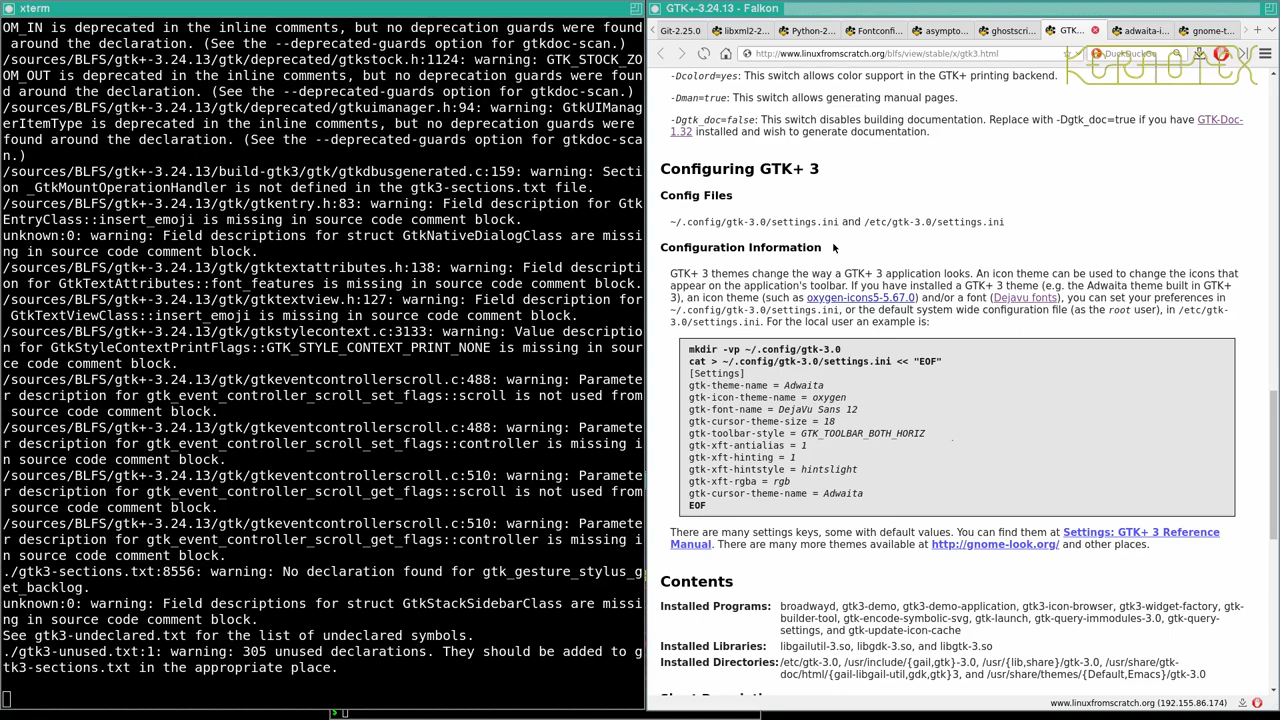 xterm
OM_IN is deprecated in the inline comments, but no deprecation guards were found
 around the declaration. (See the --deprecated-guards option for gtkdoc-scan.)
/sources/BLFS/gtk+-3.24.13/gtk/deprecated/gtkstock.h:1124: warning: GTK_STOCK_ZO
OM_OUT is deprecated in the inline comments, but no deprecation guards were foun
d around the declaration. (See the --deprecated-guards option for gtkdoc-scan.)
/sources/BLFS/gtk+-3.24.13/gtk/deprecated/gtkuimanager.h:94: warning: GtkUIManag
erItemType is deprecated in the inline comments, but no deprecation guards were
found around the declaration. (See the --deprecated-guards option for gtkdoc-sca
n.)
/sources/BLFS/gtk+-3.24.13/build-gtk3/gtk/gtkdbusgenerated.c:159: warning: Secti
on _GtkMountOperationHandler is not defined in the gtk3-sections.txt file.
/sources/BLFS/gtk+-3.24.13/gtk/gtkentry.h:83: warning: Field description for Gtk
EntryClass::insert_emoji is missing in source code comment block.
unknown:0: warning: Field descriptions for struct GtkNativeDialogClass are missi
ng in source code comment block.
/sources/BLFS/gtk+-3.24.13/gtk/gtktextattributes.h:138: warning: Field descripti
on for GtkTextAttributes::font_features is missing in source code comment block.
/sources/BLFS/gtk+-3.24.13/gtk/gtktextview.h:127: warning: Field description for
 GtkTextViewClass::insert_emoji is missing in source code comment block.
/sources/BLFS/gtk+-3.24.13/gtk/gtkstylecontext.c:3133: warning: Value descriptio
n for GtkStyleContextPrintFlags::GTK_STYLE_CONTEXT_PRINT_NONE is missing in sour
ce code comment block.
/sources/BLFS/gtk+-3.24.13/gtk/gtkeventcontrollerscroll.c:488: warning: Paramete
r description for gtk_event_controller_scroll_set_flags::scroll is not used from
 source code comment block.
/sources/BLFS/gtk+-3.24.13/gtk/gtkeventcontrollerscroll.c:488: warning: Paramete
r description for gtk_event_controller_scroll_set_flags::controller is missing i
n source code comment block.
/sources/BLFS/gtk+-3.24.13/gtk/gtkeventcontrollerscroll.c:510: warning: Paramete
r description for gtk_event_controller_scroll_get_flags::scroll is not used from
 source code comment block.
/sources/BLFS/gtk+-3.24.13/gtk/gtkeventcontrollerscroll.c:510: warning: Paramete
r description for gtk_event_controller_scroll_get_flags::controller is missing i
n source code comment block.
./gtk3-sections.txt:8556: warning: No declaration found for gtk_gesture_stylus_g
et_backlog.
unknown:0: warning: Field descriptions for struct GtkStackSidebarClass are missi
ng in source code comment block.
See gtk3-undeclared.txt for the list of undeclared symbols.
./gtk3-unused.txt:1: warning: 305 unused declarations. They should be added to g
tk3-sections.txt in the appropriate place.
$
GTK+-3.24.13 - Falkon
Git-2.25.0 libxml2-2... Python-2... Fontconfi... asympto... ghostscri... GTK... adwaita-i... gnome-t...
http://www.linuxfromscratch.org/blfs/view/stable/x/gtk3.html DuckDuckGo
KERNOTEX
-Dcolord=yes: This switch allows color support in the GTK+ printing backend.
-Dman=true: This switch allows generating manual pages.
-Dgtk_doc=false: This switch disables building documentation. Replace with -Dgtk_doc=true if you have GTK-Doc-
1.32 installed and wish to generate documentation.
Configuring GTK+ 3
Config Files
~/.config/gtk-3.0/settings.ini and /etc/gtk-3.0/settings.ini
Configuration Information
GTK+ 3 themes change the way a GTK+ 3 application looks. An icon theme can be used to change the icons that
appear on the application's toolbar. If you have installed a GTK+ 3 theme (e.g. the Adwaita theme built in GTK+
3), an icon theme (such as oxygen-icons5-5.67.0) and/or a font (Dejavu fonts), you can set your preferences in
~/.config/gtk-3.0/settings.ini, or the default system wide configuration file (as the root user), in /etc/gtk-
3.0/settings.ini. For the local user an example is:
mkdir -vp ~/.config/gtk-3.0
cat > ~/.config/gtk-3.0/settings.ini << "EOF"
[Settings]
gtk-theme-name = Adwaita
gtk-icon-theme-name = oxygen
gtk-font-name = DejaVu Sans 12
gtk-cursor-theme-size = 18
gtk-toolbar-style = GTK_TOOLBAR_BOTH_HORIZ
gtk-xft-antialias = 1
gtk-xft-hinting = 1
gtk-xft-hintstyle = hintslight
gtk-xft-rgba = rgb
gtk-cursor-theme-name = Adwaita
EOF
There are many settings keys, some with default values. You can find them at Settings: GTK+ 3 Reference
Manual. There are many more themes available at http://gnome-look.org/ and other places.
Contents
Installed Programs: broadwayd, gtk3-demo, gtk3-demo-application, gtk3-icon-browser, gtk3-widget-factory, gtk-
builder-tool, gtk-encode-symbolic-svg, gtk-launch, gtk-query-immodules-3.0, gtk-query-
settings, and gtk-update-icon-cache
Installed Libraries: libgailutil-3.so, libgdk-3.so, and libgtk-3.so
Installed Directories: /etc/gtk-3.0, /usr/include/{gail,gtk}-3.0, /usr/{lib,share}/gtk-3.0, /usr/share/gtk-
doc/html/{gail-libgail-util,gdk,gtk}3, and /usr/share/themes/{Default,Emacs}/gtk-3.0
www.linuxfromscratch.org (192.155.86.174)